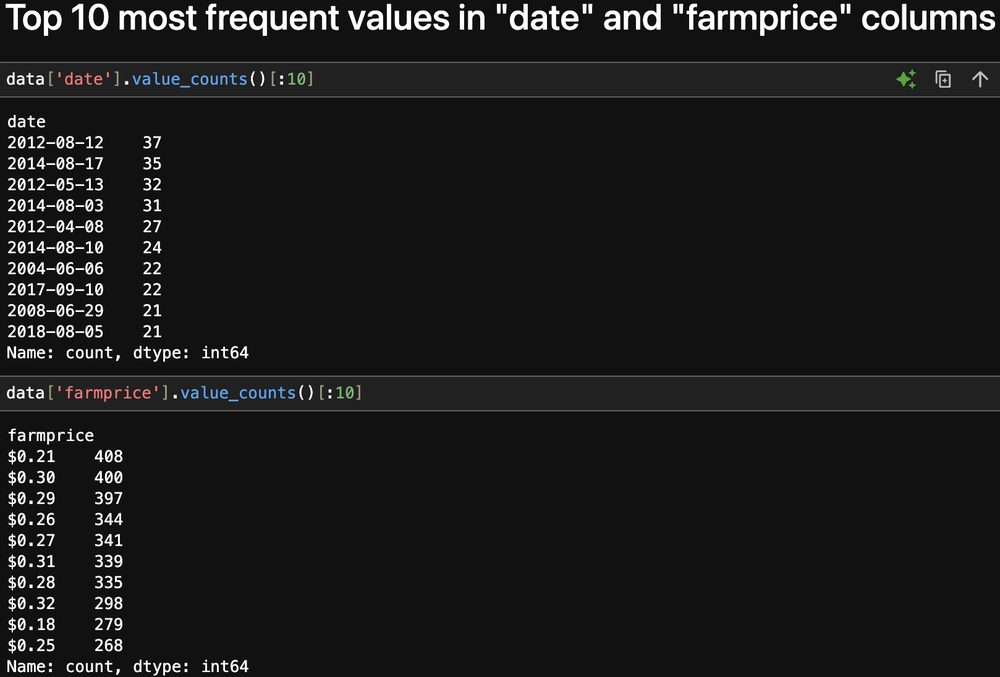 Top 10 most frequent values in "date" and "farmprice" columns
data['date'].value_counts()[:10]
date
2012-08-12    37
2014-08-17    35
2012-05-13    32
2014-08-03    31
2012-04-08    27
2014-08-10    24
2004-06-06    22
2017-09-10    22
2008-06-29    21
2018-08-05    21
Name: count, dtype: int64
data['farmprice'].value_counts()[:10]
farmprice
$0.21    408
$0.30    400
$0.29    397
$0.26    344
$0.27    341
$0.31    339
$0.28    335
$0.32    298
$0.18    279
$0.25    268
Name: count, dtype: int64